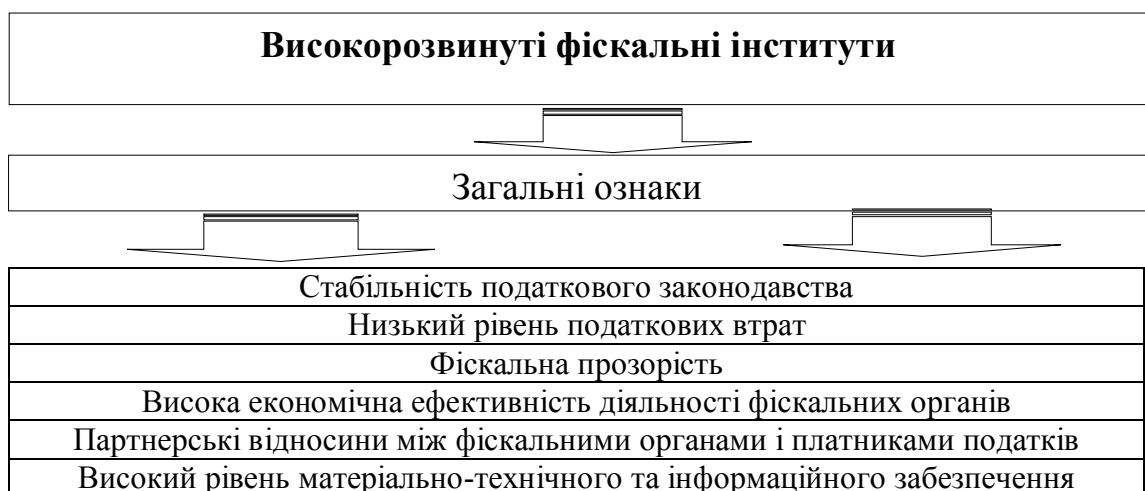 Високорозвинуті фіскальні інститути
Загальні ознаки
Стабільність податкового законодавства
Низький рівень податкових втрат
Фіскальна прозорість
Висока економічна ефективність діяльності фіскальних органів
Партнерські відносини між фіскальними органами і платниками податків
Високий рівень матеріально-технічного та інформаційного забезпечення